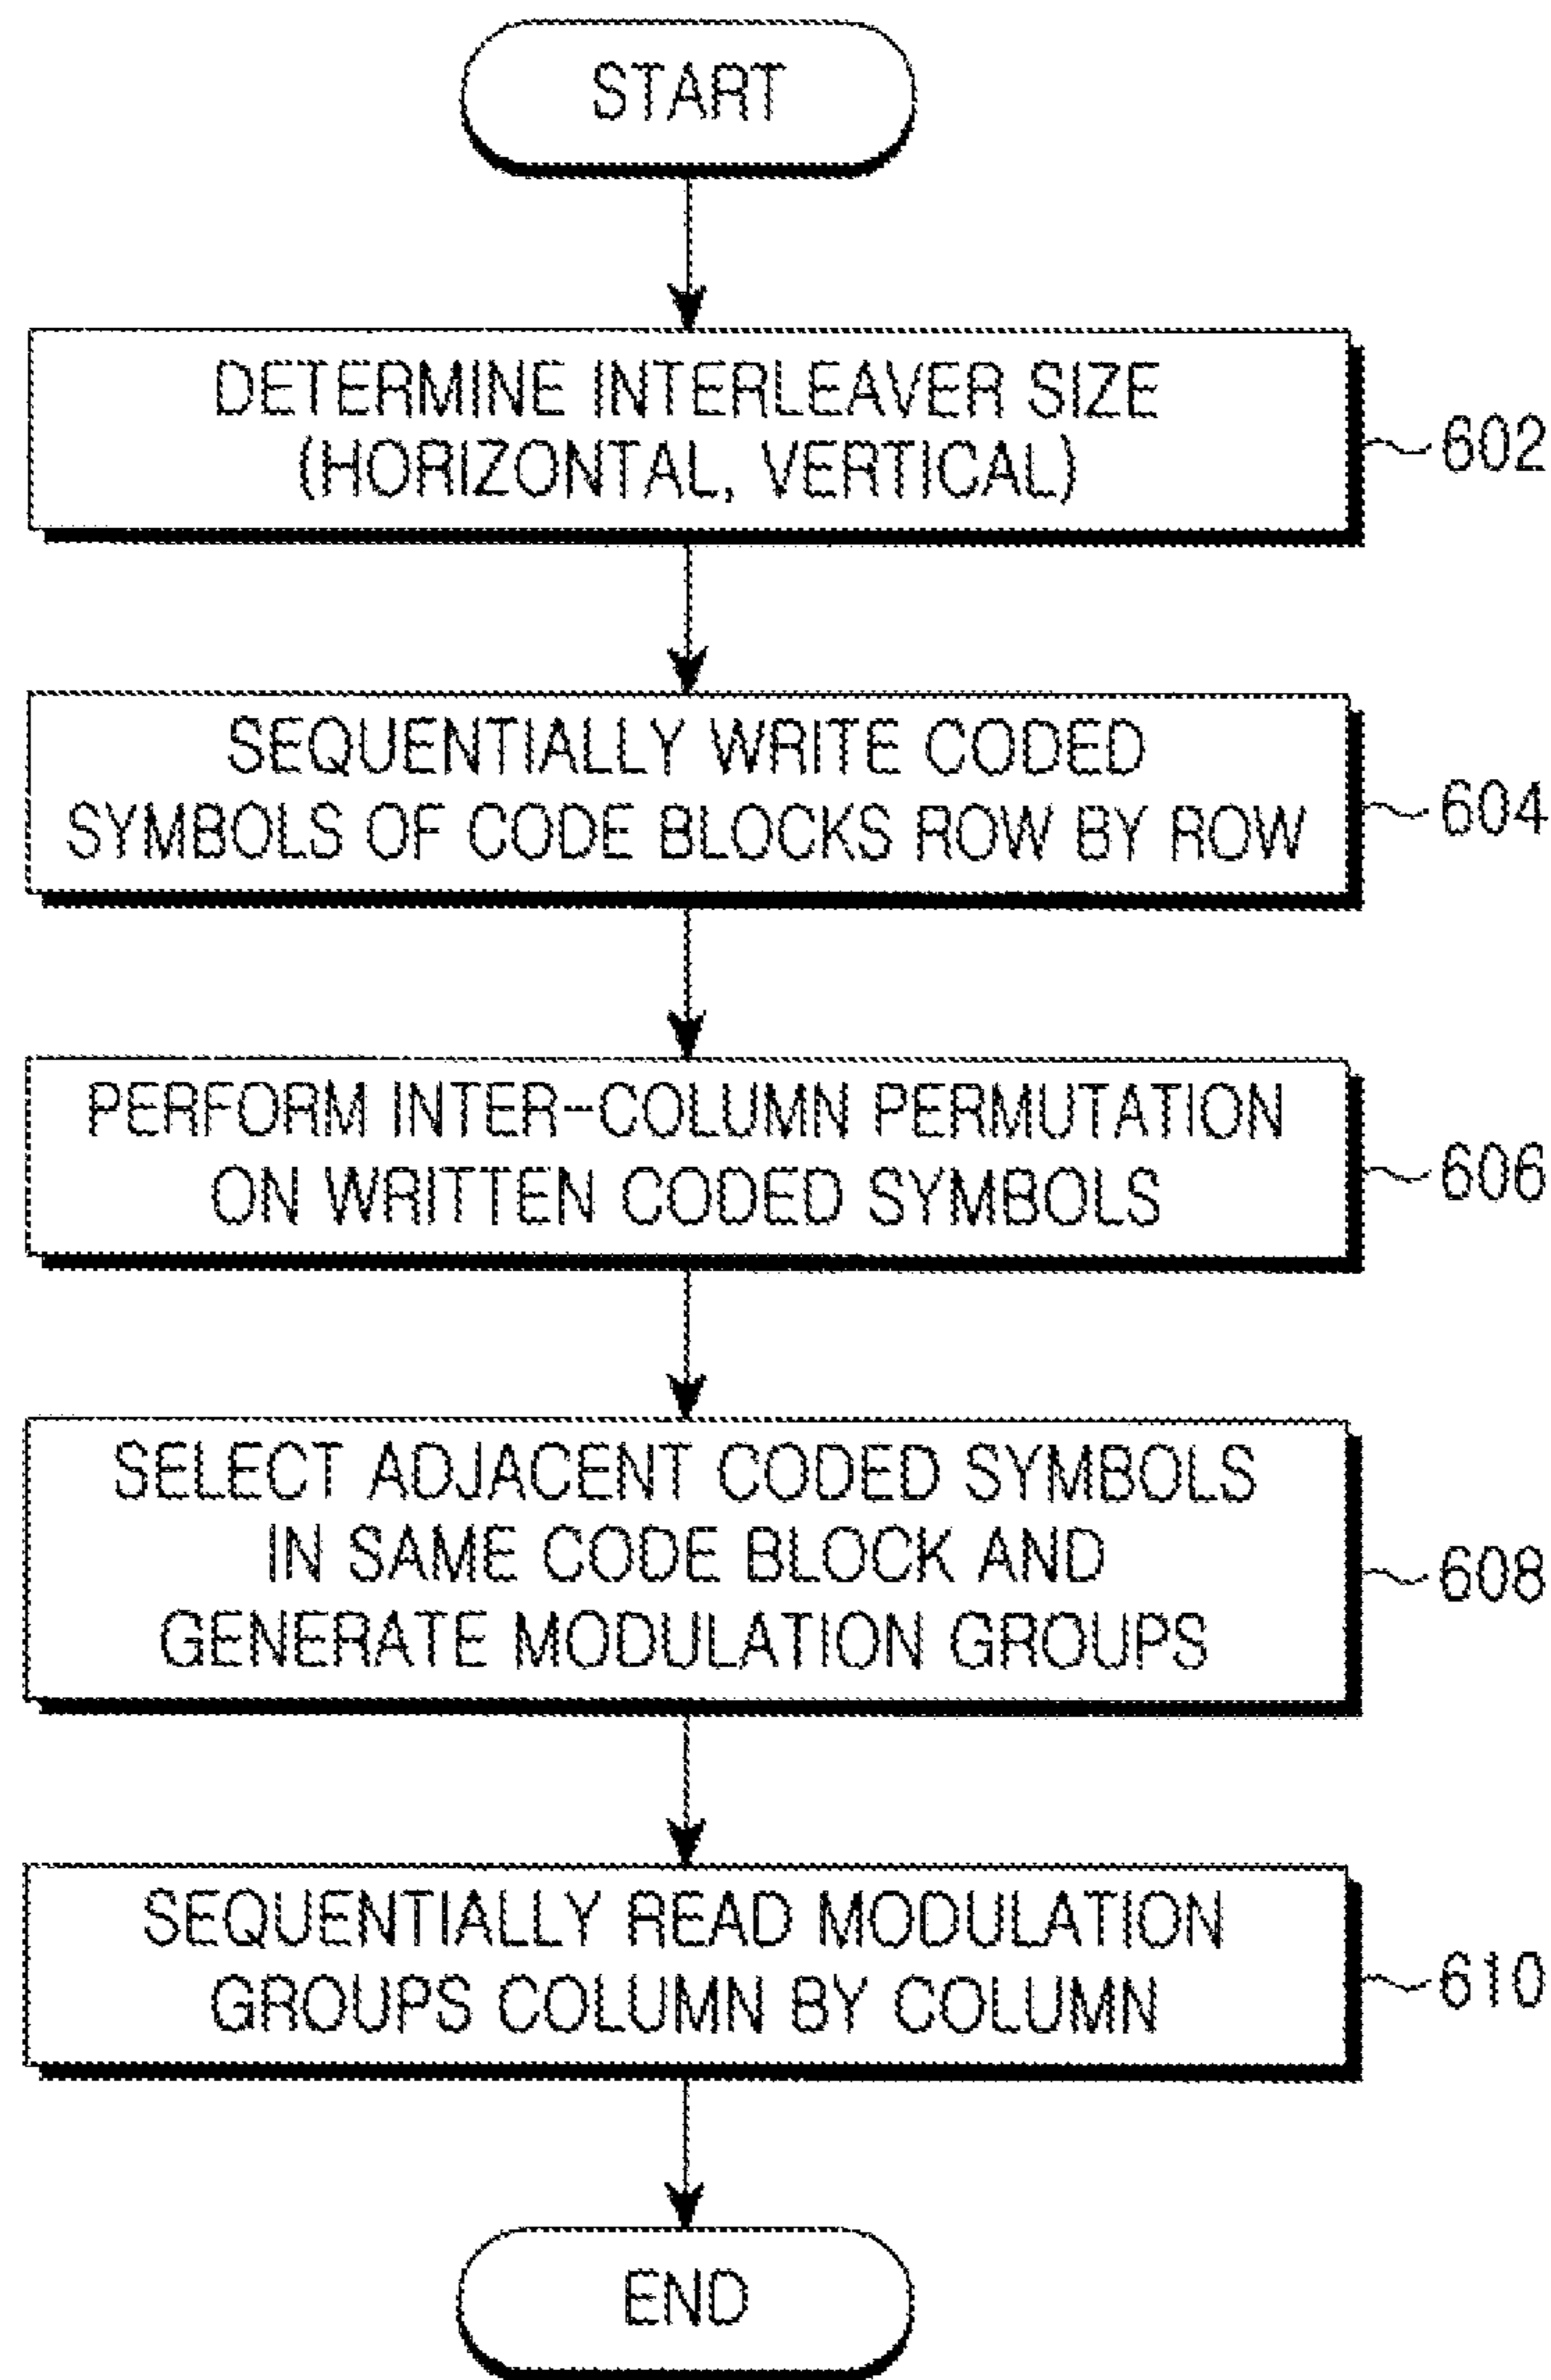 START
DETERMINE INTERLEAVER SIZE
(HORIZONTAL, VERTICAL)
602
SEQUENTIALLY WRITE CODED
SYMBOLS OF CODE BLOCKS ROW BY ROW
604
PERFORM INTER-COLUMN PERMUTATION
ON WRITTEN CODED SYMBOLS
606
SELECT ADJACENT CODED SYMBOLS
IN SAME CODE BLOCK AND
GENERATE MODULATION GROUPS
608
SEQUENTIALLY READ MODULATION
GROUPS COLUMN BY COLUMN
610
END